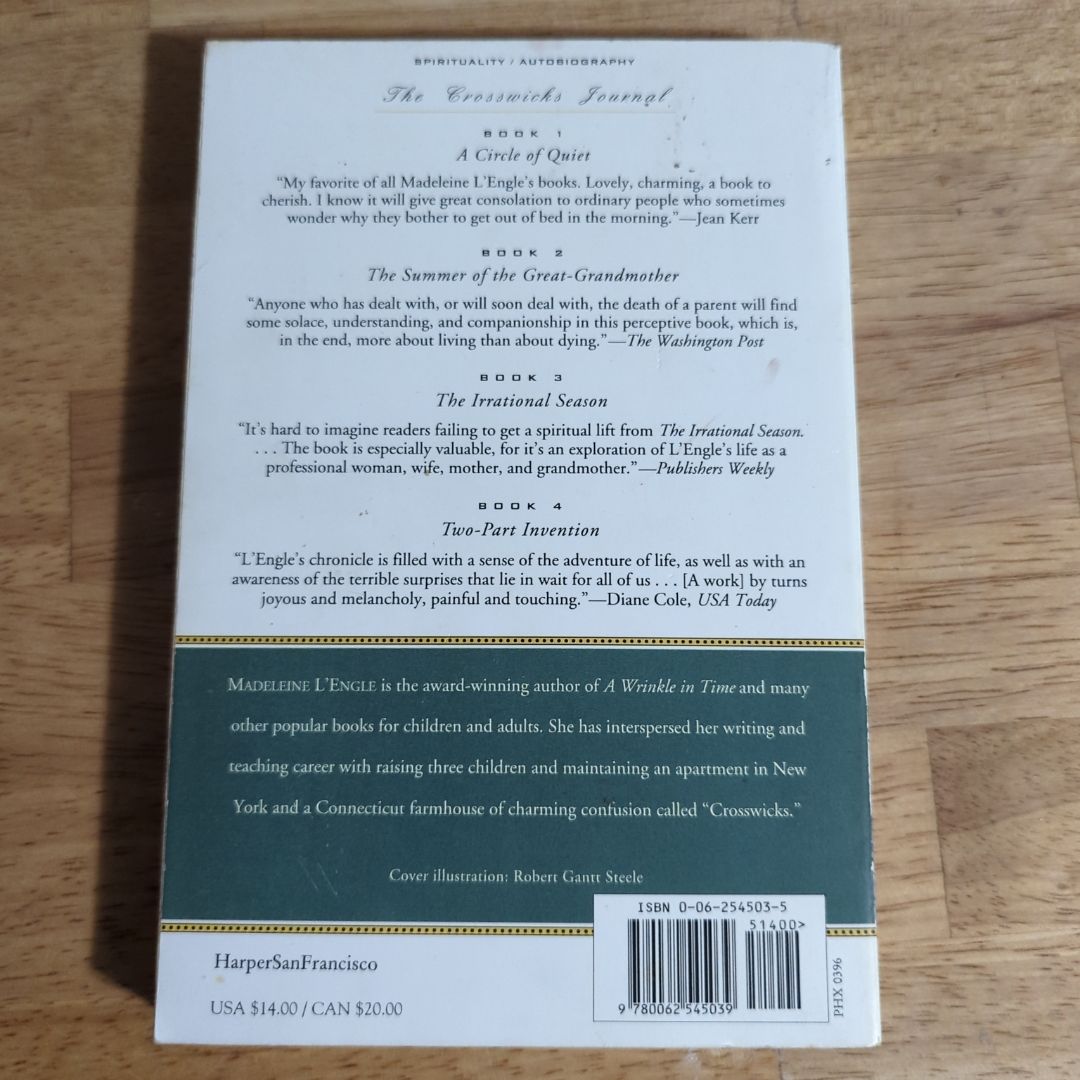 SPIRITUALITY / AUTOBIOGRAPHY
The Crosswicks Journal
BOOK 1
A Circle of Quiet
“My favorite of all Madeleine L’Engle’s books. Lovely, charming, a book to
cherish. I know it will give great consolation to ordinary people who sometimes
wonder why they bother to get out of bed in the morning.”—Jean Kerr
BOOK 2
The Summer of the Great-Grandmother
“Anyone who has dealt with, or will soon deal with, the death of a parent will find
some solace, understanding, and companionship in this perceptive book, which is,
in the end, more about living than about dying.”—The Washington Post
BOOK 3
The Irrational Season
“It’s hard to imagine readers failing to get a spiritual lift from The Irrational Season.
. . . The book is especially valuable, for it’s an exploration of L’Engle’s life as a
professional woman, wife, mother, and grandmother.”—Publishers Weekly
BOOK 4
Two-Part Invention
“L’Engle’s chronicle is filled with a sense of the adventure of life, as well as with an
awareness of the terrible surprises that lie in wait for all of us . . . [A work] by turns
joyous and melancholy, painful and touching.”—Diane Cole, USA Today
MADELEINE L’ENGLE is the award-winning author of A Wrinkle in Time and many
other popular books for children and adults. She has interspersed her writing and
teaching career with raising three children and maintaining an apartment in New
York and a Connecticut farmhouse of charming confusion called “Crosswicks.”
Cover illustration: Robert Gantt Steele
ISBN 0-06-254503-5
51400>
9 780062 545039
PHX 0396
HarperSanFrancisco
USA $14.00 / CAN $20.00